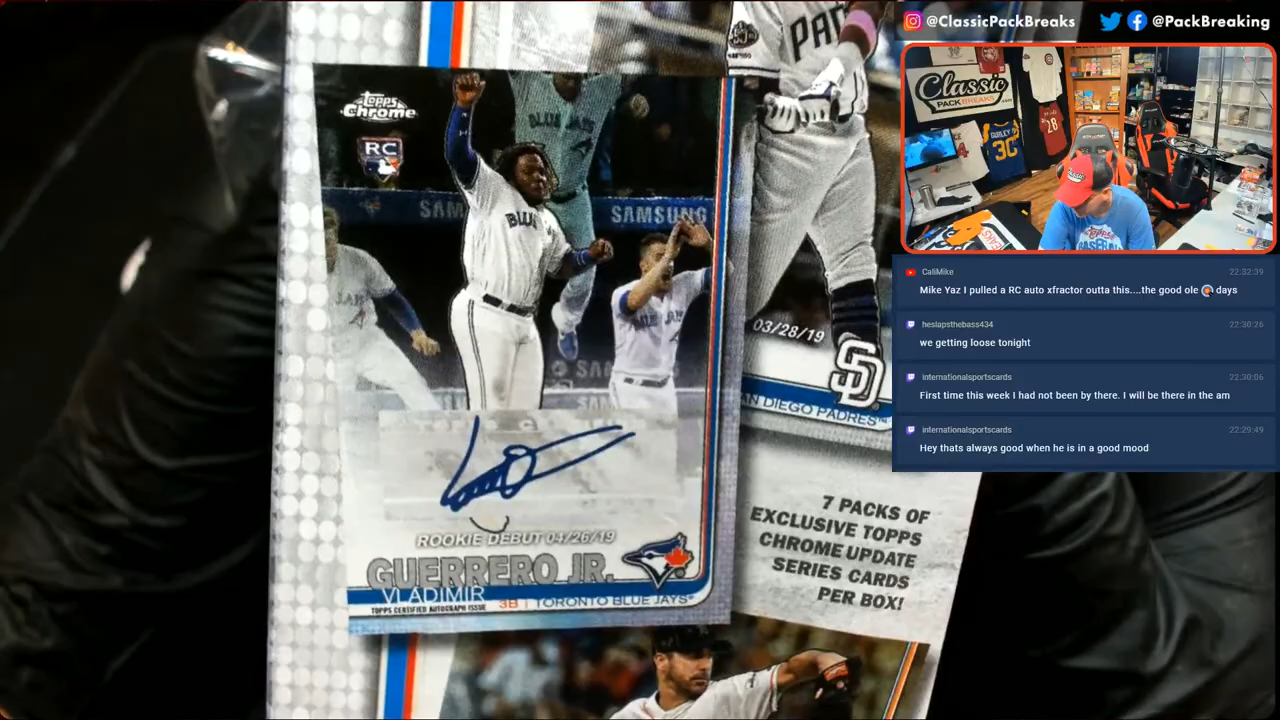 @ClassicPackBreaks
@PackBreaking
Classic
PACKBREAKS
GURLEY
30
28
CaliMike
22:32:39
Mike Yaz I pulled a RC auto xfractor outta this....the good ole days
heslapsthebass434
22:30:26
we getting loose tonight
internationalsportscards
22:30:06
First time this week I had not been by there. I will be there in the am
internationalsportscards
22:29:49
Hey thats always good when he is in a good mood
Topps
Chrome
RC
BLUE JAYS
SAMSUNG
ROOKIE DEBUT 04/26/19
GUERRERO JR.
VLADIMIR
TOPPS CERTIFIED AUTOGRAPH ISSUE
3B | TORONTO BLUE JAYS
PAD
03/28/19
SD
SAN DIEGO PADRES
7 PACKS OF
EXCLUSIVE TOPPS
CHROME UPDATE
SERIES CARDS
PER BOX!